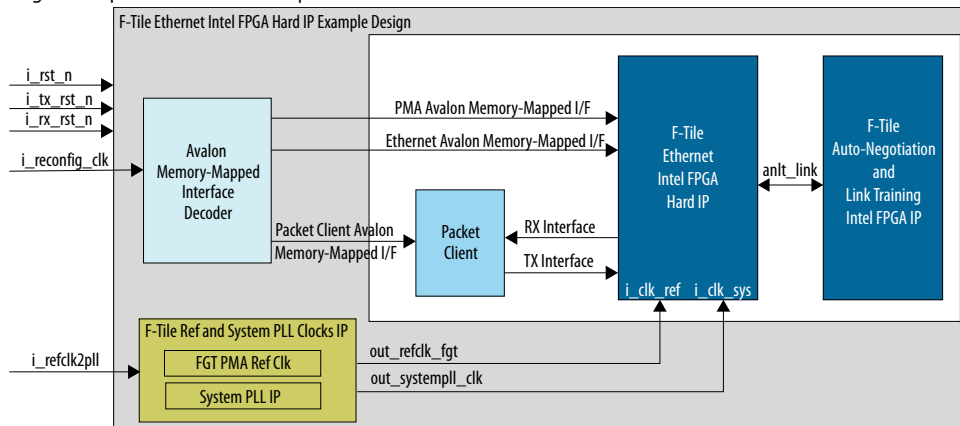 F-Tile Ethernet Intel FPGA Hard IP Example Design
i_rst_n
i_tx_rst_n
i_rx_rst_n
i_reconfig_clk
Avalon
Memory-Mapped
Interface
Decoder
PMA Avalon Memory-Mapped I/F
Ethernet Avalon Memory-Mapped I/F
Packet Client Avalon
Memory-Mapped I/F
Packet
Client
RX Interface
TX Interface
F-Tile
Ethernet
Intel FPGA
Hard IP
i_clk_ref
i_clk_sys
anlt_link
F-Tile
Auto-Negotiation
and
Link Training
Intel FPGA IP
i_refclk2pll
F-Tile Ref and System PLL Clocks IP
FGT PMA Ref Clk
System PLL IP
out_refclk_fgt
out_systempll_clk